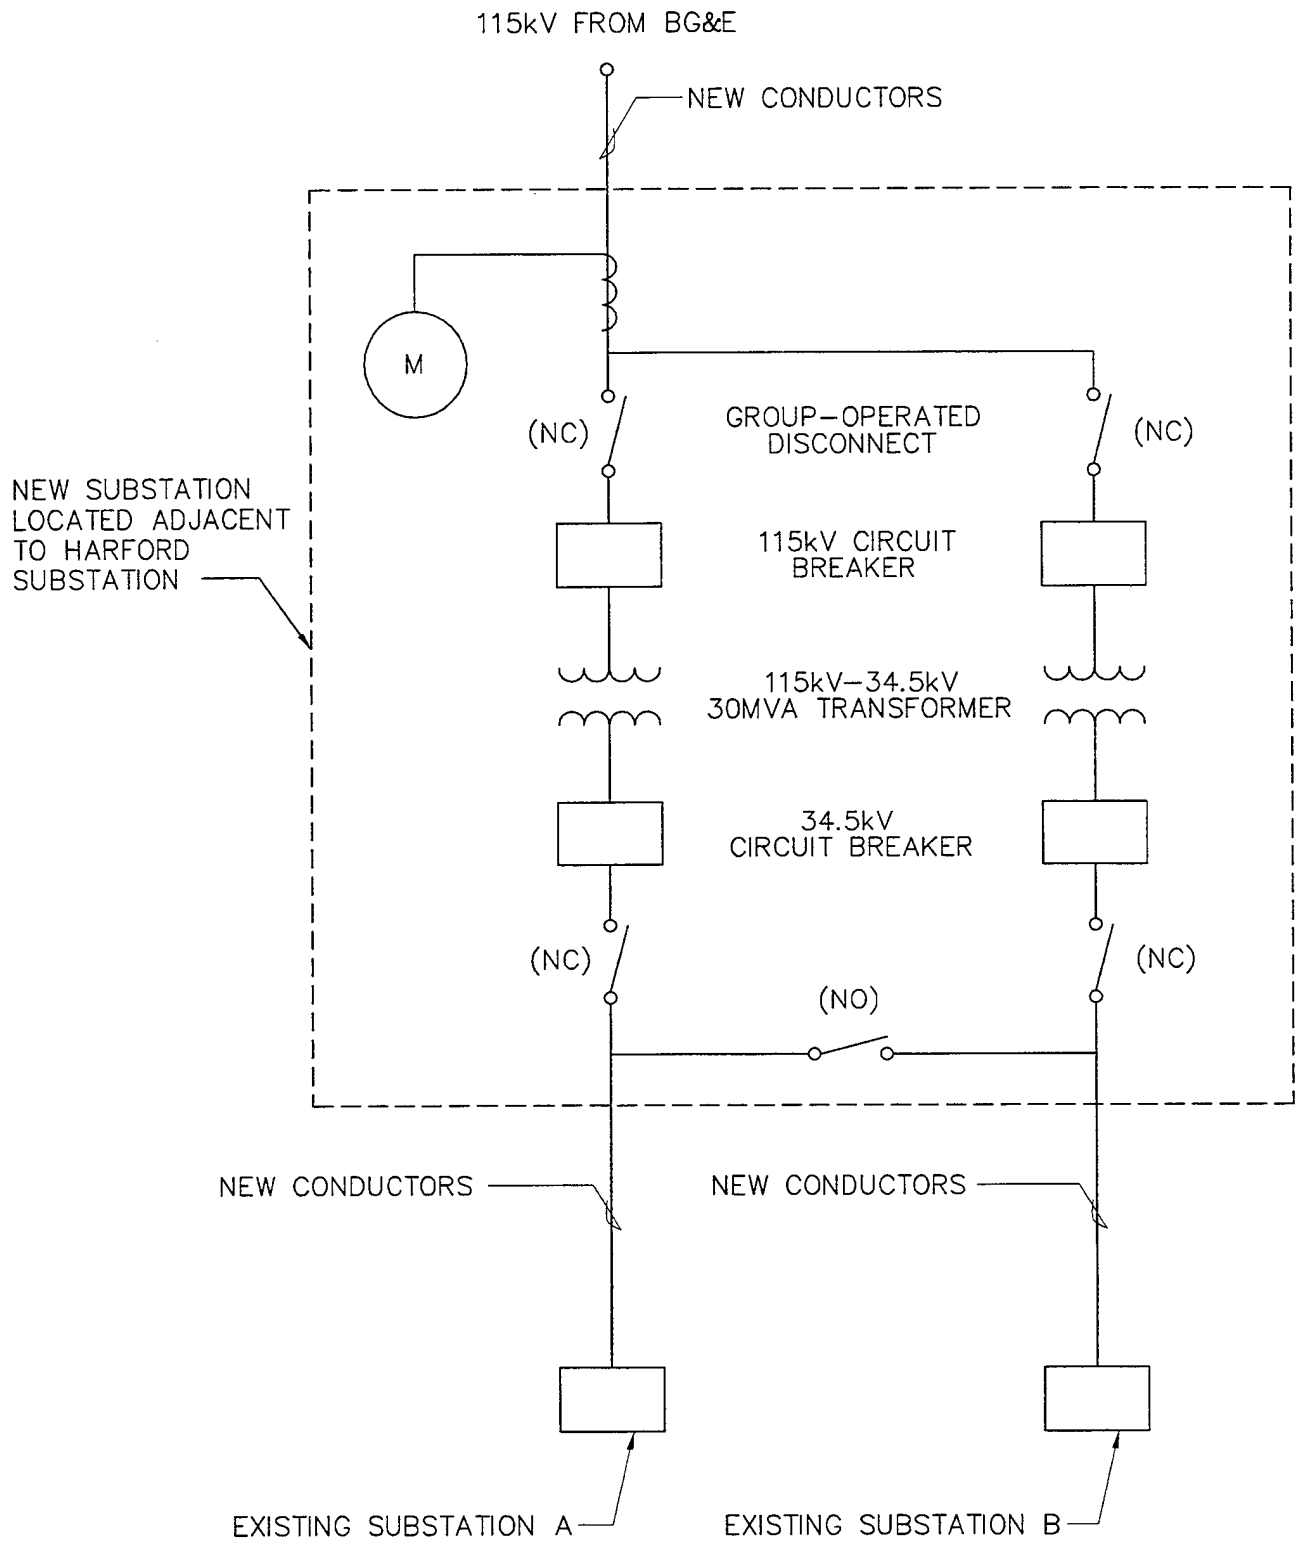 115kV FROM BG&E
NEW CONDUCTORS
M
GROUP-OPERATED
DISCONNECT
(NC)
(NC)
NEW SUBSTATION
LOCATED ADJACENT
TO HARFORD
SUBSTATION
115kV CIRCUIT
BREAKER
115kV-34.5kV
30MVA TRANSFORMER
34.5kV
CIRCUIT BREAKER
(NC)
(NC)
(NO)
NEW CONDUCTORS
NEW CONDUCTORS
EXISTING SUBSTATION A
EXISTING SUBSTATION B